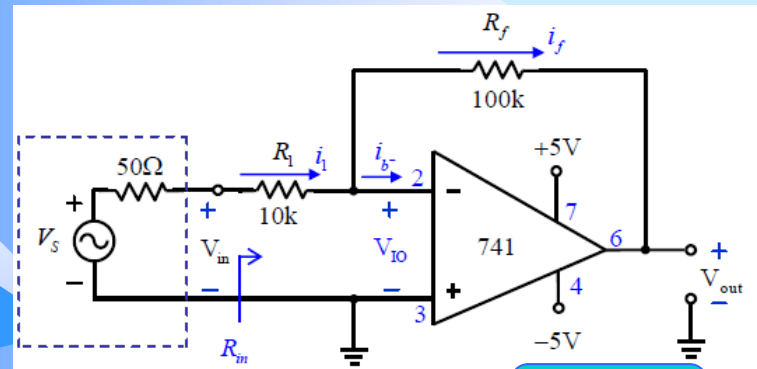 R_f i_f
100k
50Ω R_1 i_1 i_b- 2 +5V
10k
7
+ + + − 741 6 +
V_S V_in V_IO V_out
− − − + 4 −
3
R_in −5V